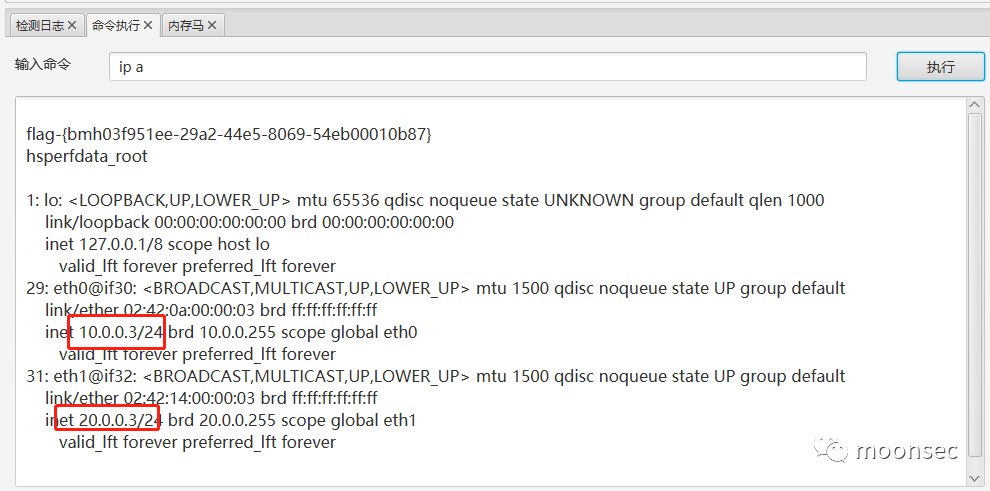 检测日志 × 命令执行 × 内存马 ×
输入命令 ip a 执行
flag-{bmh03f951ee-29a2-44e5-8069-54eb00010b87}
hsperfdata_root
1: lo: <LOOPBACK,UP,LOWER_UP> mtu 65536 qdisc noqueue state UNKNOWN group default qlen 1000
link/loopback 00:00:00:00:00:00 brd 00:00:00:00:00:00
inet 127.0.0.1/8 scope host lo
valid_lft forever preferred_lft forever
29: eth0@if30: <BROADCAST,MULTICAST,UP,LOWER_UP> mtu 1500 qdisc noqueue state UP group default
link/ether 02:42:0a:00:00:03 brd ff:ff:ff:ff:ff:ff
inet 10.0.0.3/24 brd 10.0.0.255 scope global eth0
valid_lft forever preferred_lft forever
31: eth1@if32: <BROADCAST,MULTICAST,UP,LOWER_UP> mtu 1500 qdisc noqueue state UP group default
link/ether 02:42:14:00:00:03 brd ff:ff:ff:ff:ff:ff
inet 20.0.0.3/24 brd 20.0.0.255 scope global eth1
valid_lft forever preferred_lft forever
moonsec